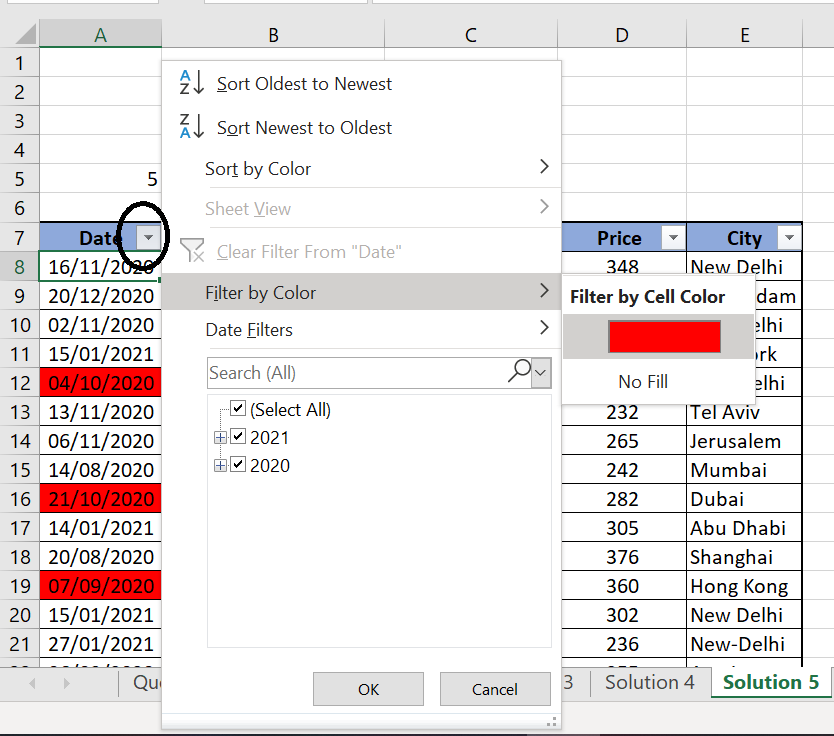 A B C D E
1
2
3
4
5 5
6
7 Date Price City
8 16/11/2020 348 New Delhi
9 20/12/2020 dam
10 02/11/2020 elhi
11 15/01/2021 ork
12 04/10/2020 elhi
13 13/11/2020 232 Tel Aviv
14 06/11/2020 265 Jerusalem
15 14/08/2020 242 Mumbai
16 21/10/2020 282 Dubai
17 14/01/2021 305 Abu Dhabi
18 20/08/2020 376 Shanghai
19 07/09/2020 360 Hong Kong
20 15/01/2021 302 New Delhi
21 27/01/2021 236 New-Delhi
Sort Oldest to Newest
Sort Newest to Oldest
Sort by Color
Sheet View
Clear Filter From "Date"
Filter by Color
Date Filters
Search (All)
(Select All)
2021
2020
OK Cancel
Filter by Cell Color
No Fill
Que 3 Solution 4 Solution 5